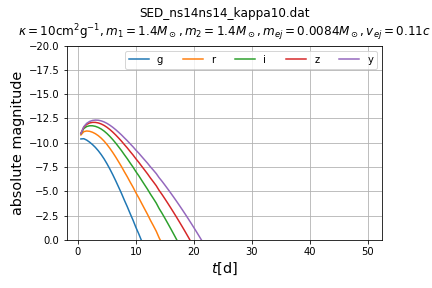 SED_ns14ns14_kappa10.dat
κ = 10cm²g⁻¹, m₁ = 1.4M⊙, m₂ = 1.4M⊙, mₑⱼ = 0.0084M⊙, vₑⱼ = 0.11c
g r i z y
−20.0
−17.5
−15.0
−12.5
−10.0
−7.5
−5.0
−2.5
0.0
absolute magnitude
0 10 20 30 40 50
t[d]